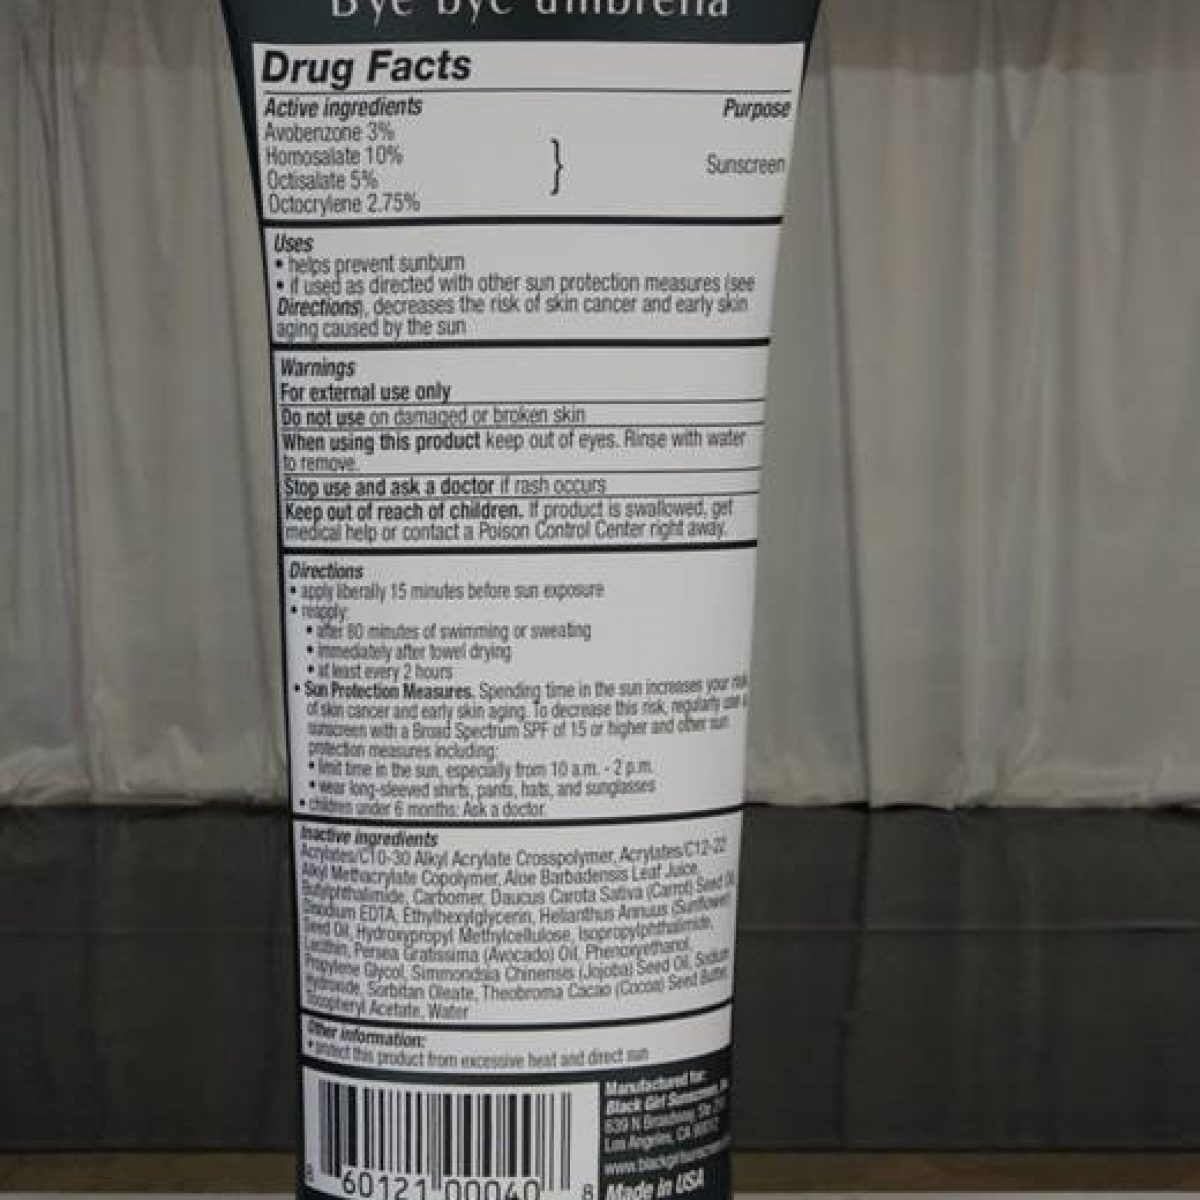 Bye bye umbrella
Drug Facts
Active ingredients Purpose
Avobenzone 3%
Homosalate 10%
Octisalate 5%
Octocrylene 2.75%
} Sunscreen
Uses
• helps prevent sunburn
• if used as directed with other sun protection measures (see
Directions), decreases the risk of skin cancer and early skin
aging caused by the sun
Warnings
For external use only
Do not use on damaged or broken skin
When using this product keep out of eyes. Rinse with water
to remove.
Stop use and ask a doctor if rash occurs
Keep out of reach of children. If product is swallowed, get
medical help or contact a Poison Control Center right away.
Directions
• apply liberally 15 minutes before sun exposure
• reapply:
• after 80 minutes of swimming or sweating
• immediately after towel drying
• at least every 2 hours
• Sun Protection Measures. Spending time in the sun increases your risk
of skin cancer and early skin aging. To decrease this risk, regularly use a
sunscreen with a Broad Spectrum SPF of 15 or higher and other sun
protection measures including:
• limit time in the sun, especially from 10 a.m. - 2 p.m.
• wear long-sleeved shirts, pants, hats, and sunglasses
• children under 6 months: Ask a doctor.
Inactive ingredients
Acrylates/C10-30 Alkyl Acrylate Crosspolymer, Acrylates/C12-22
Alkyl Methacrylate Copolymer, Aloe Barbadensis Leaf Juice,
Butylphthalimide, Carbomer, Daucus Carota Sativa (Carrot) Seed Oil,
Disodium EDTA, Ethylhexylglycerin, Helianthus Annuus (Sunflower)
Seed Oil, Hydroxypropyl Methylcellulose, Isopropylphthalimide,
Lecithin, Persea Gratissima (Avocado) Oil, Phenoxyethanol,
Propylene Glycol, Simmondsia Chinensis (Jojoba) Seed Oil, Sodium
Hydroxide, Sorbitan Oleate, Theobroma Cacao (Cocoa) Seed Butter,
Tocopheryl Acetate, Water
Other information:
• protect this product from excessive heat and direct sun
8 60121 00040 8
Manufactured for:
Black Girl Sunscreen,
639 N Broadway, Ste
Los Angeles, CA
Made in USA